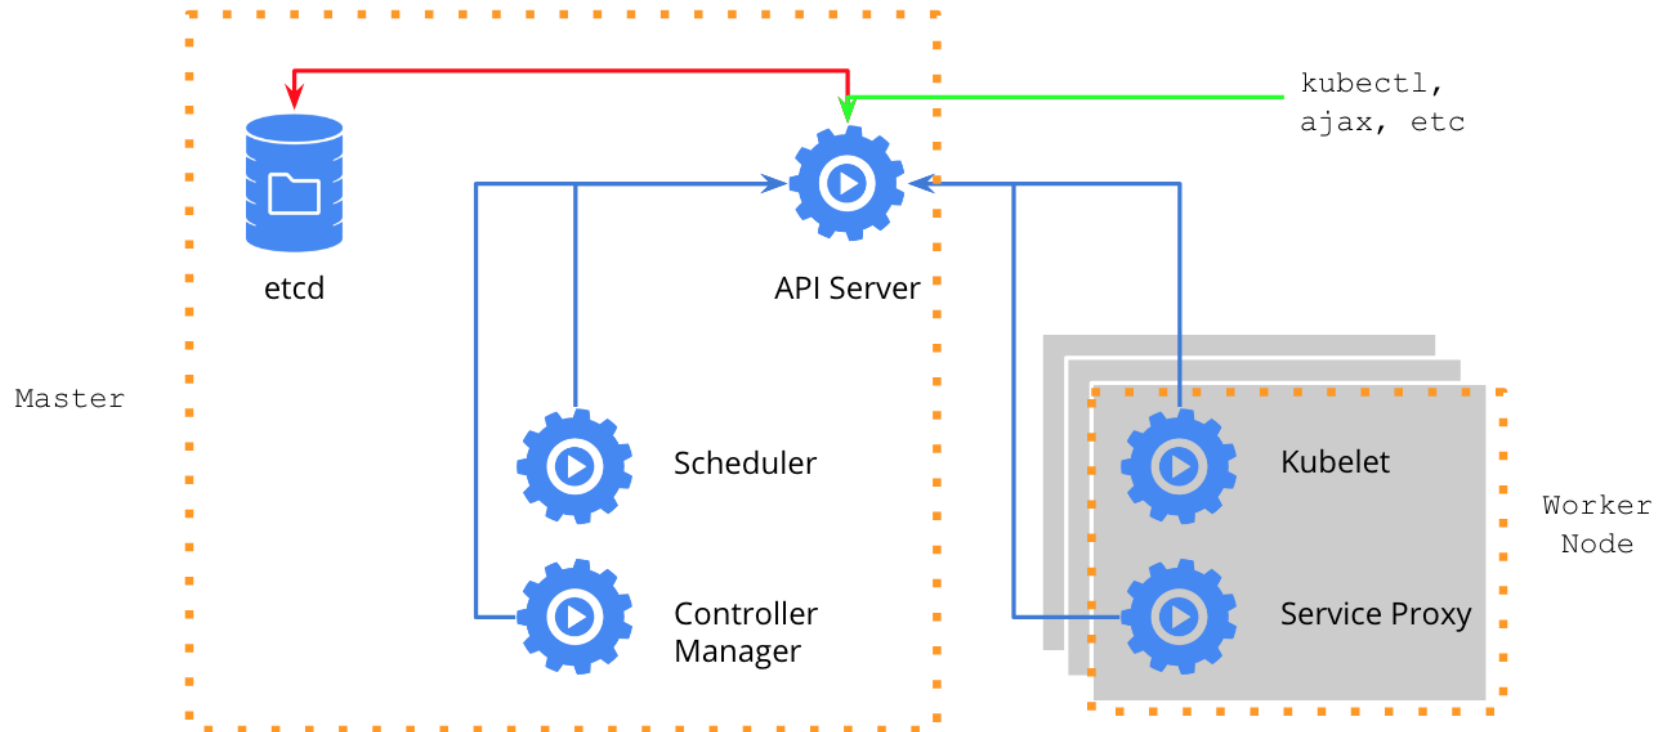 kubectl,
ajax, etc
etcd
API Server
Master
Scheduler
Kubelet
Worker
Node
Controller
Manager
Service Proxy